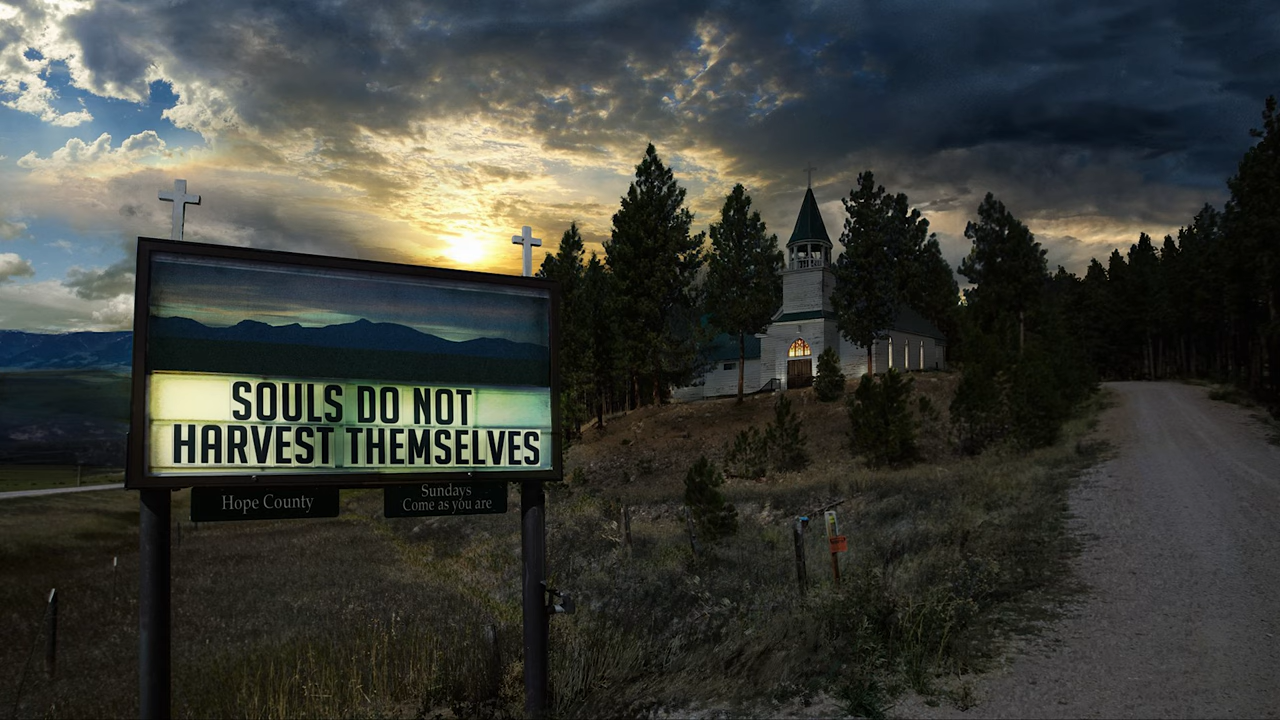 SOULS DO NOT
HARVEST THEMSELVES
Hope County
Sundays
Come as you are